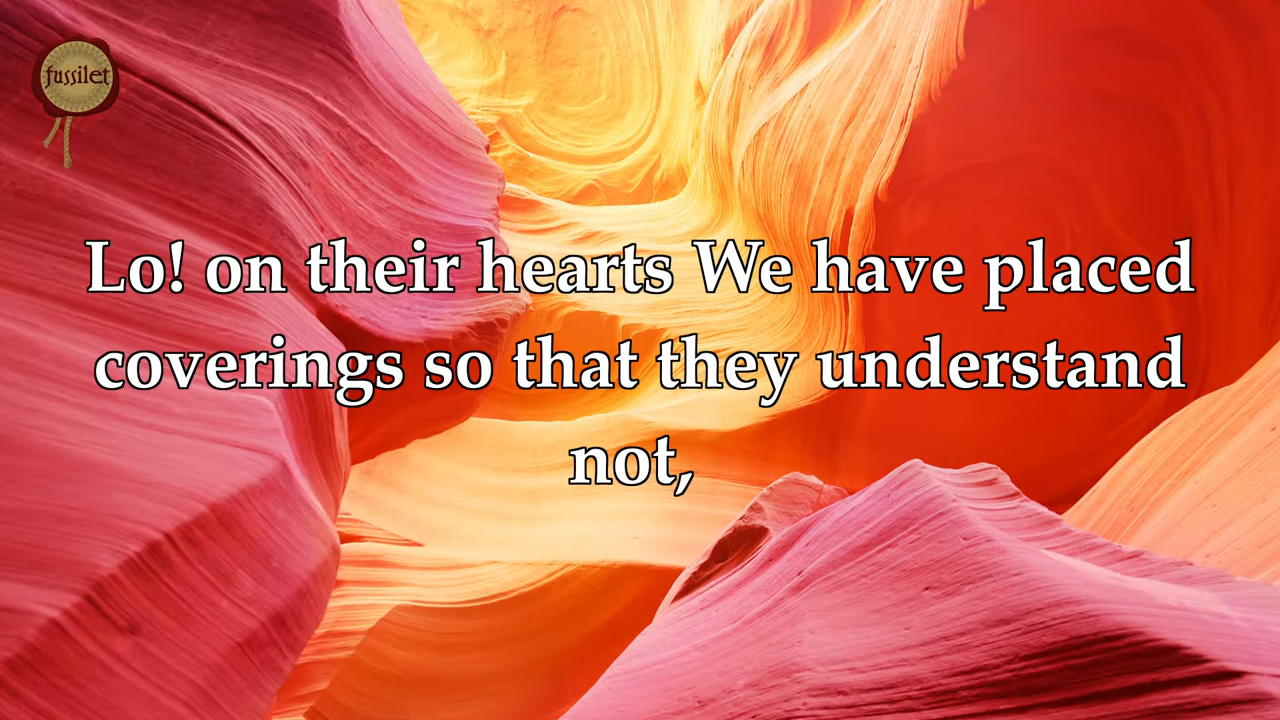 fussilet
Lo! on their hearts We have placed
coverings so that they understand
not,